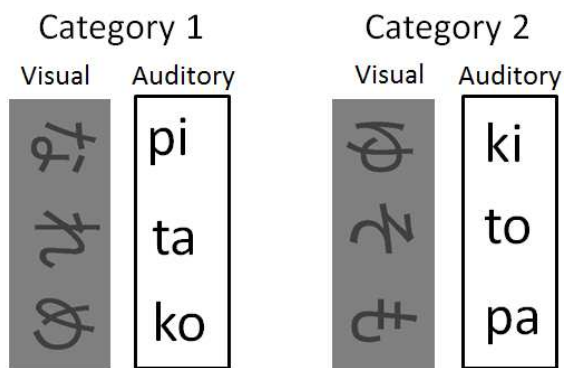 Category 1 Category 2
Visual Auditory Visual Auditory
pi ki
ta to
ko pa